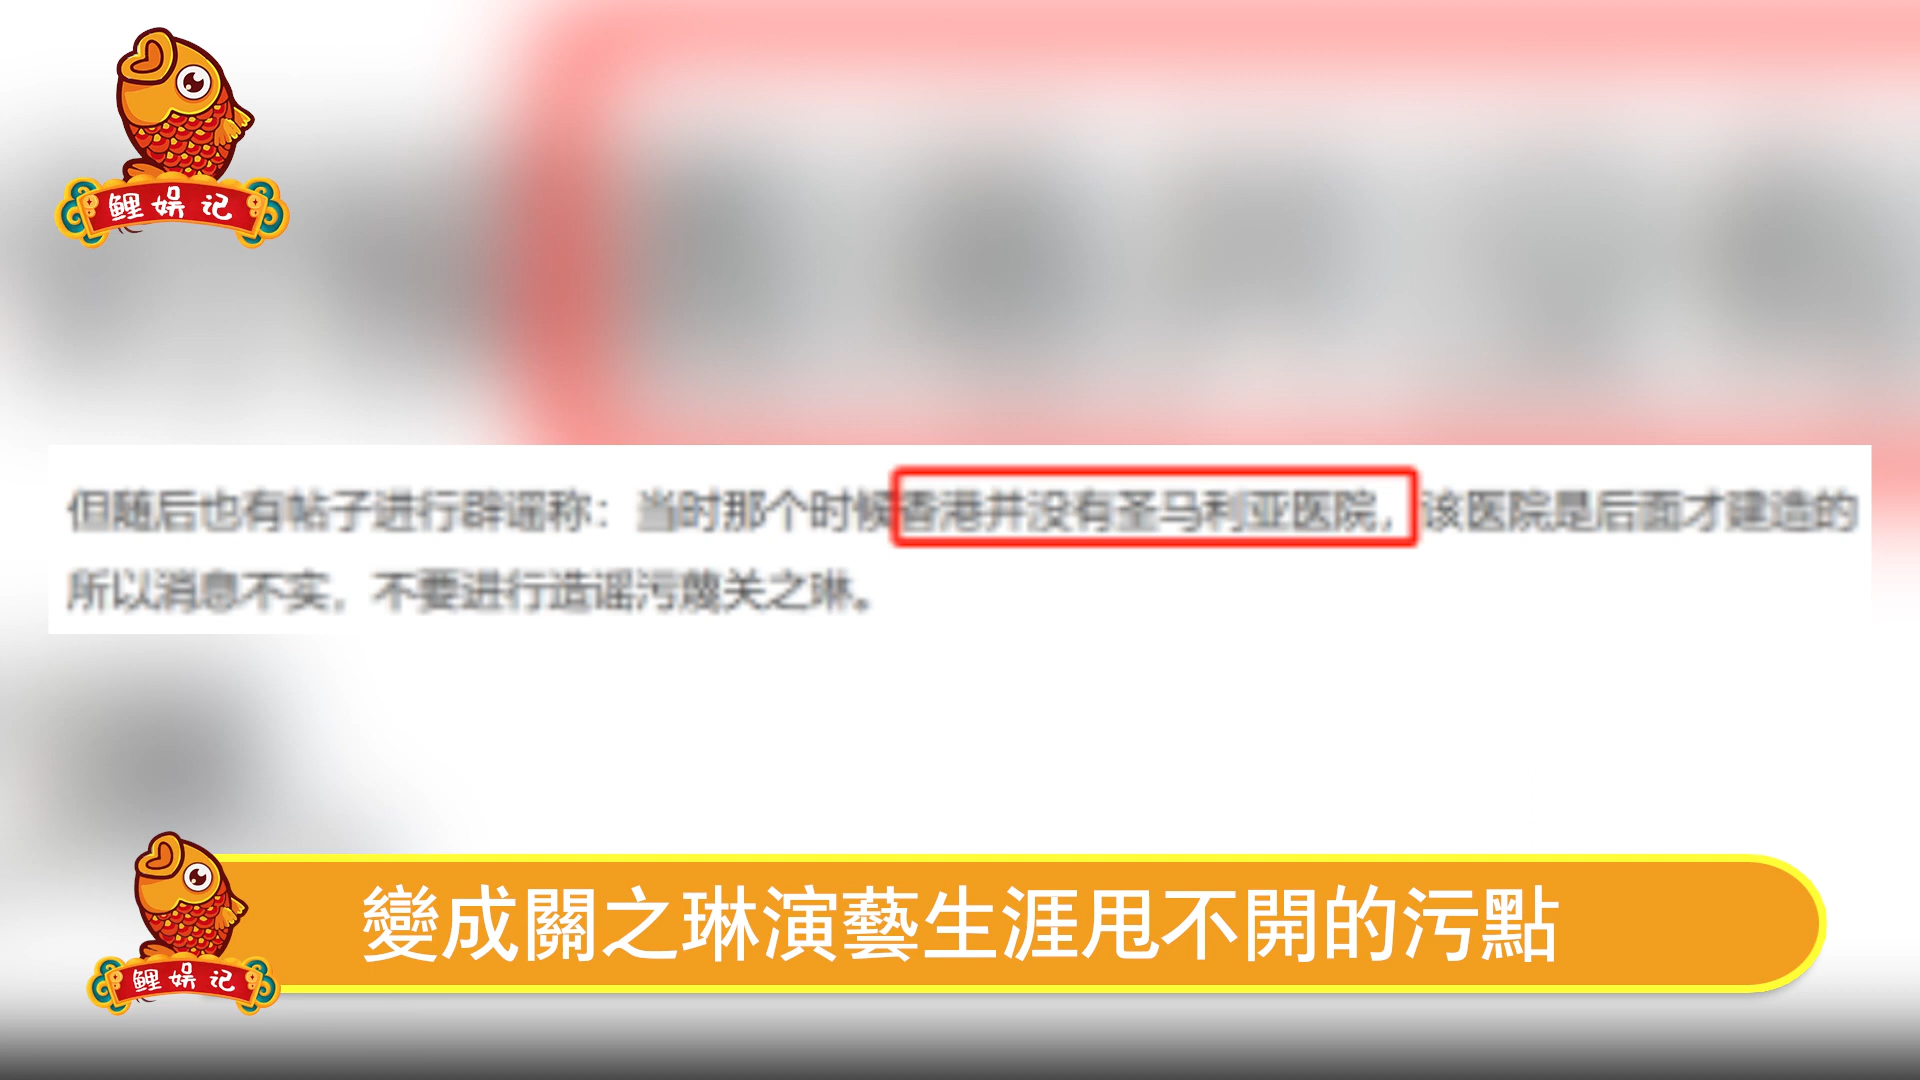 鲤娱记
但随后也有帖子进行辟谣称：当时那个时候香港并没有圣马利亚医院，该医院是后面才建造的
所以消息不实，不要进行造谣污蔑关之琳。
變成關之琳演藝生涯甩不開的污點
鲤娱记